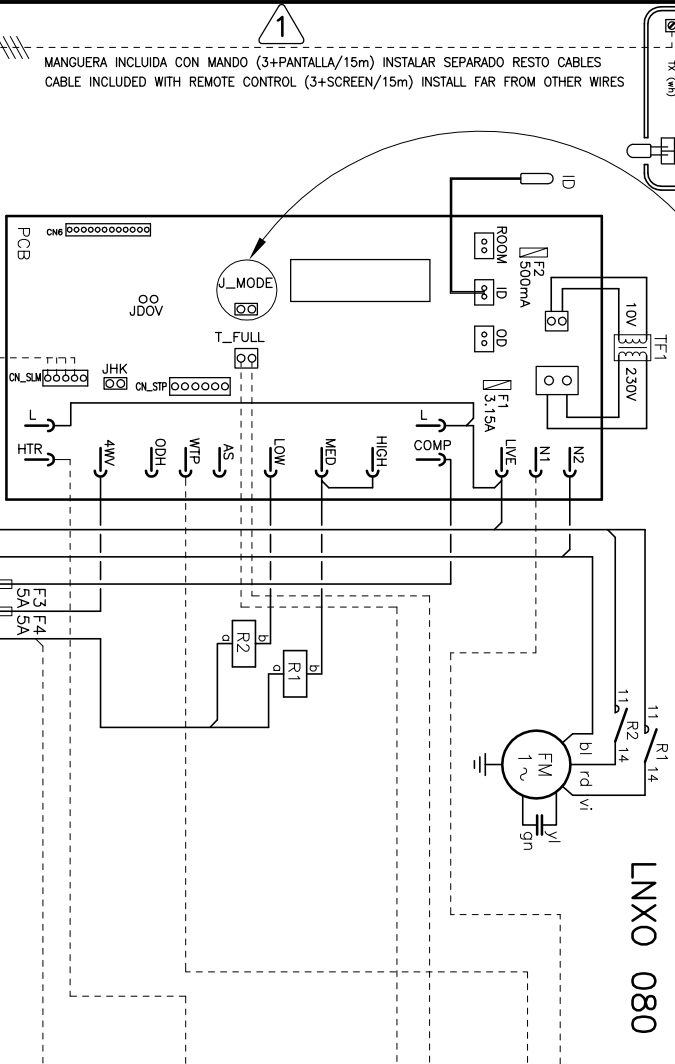 1
MANGUERA INCLUIDA CON MANDO (3+PANTALLA/15m) INSTALAR SEPARADO RESTO CABLES
CABLE INCLUDED WITH REMOTE CONTROL (3+SCREEN/15m) INSTALL FAR FROM OTHER WIRES
TX (wh)
ID
PCB
CN6
ROOM
F2
500mA
J_MODE
ID
JDOV
10V
TF1
T_FULL
OD
230V
CN_SLM
JHK
CN_STP
F1
3.15A
L
L
HTR
4WV
ODH
WTP
AS
LOW
MED
HIGH
COMP
LIVE
N1
N2
F3
5A
F4
5A
a
R2
b
a
R1
b
11
R2
14
11
R1
14
FM
1 ~
bl
rd
vi
gn
yl
LNXO 080